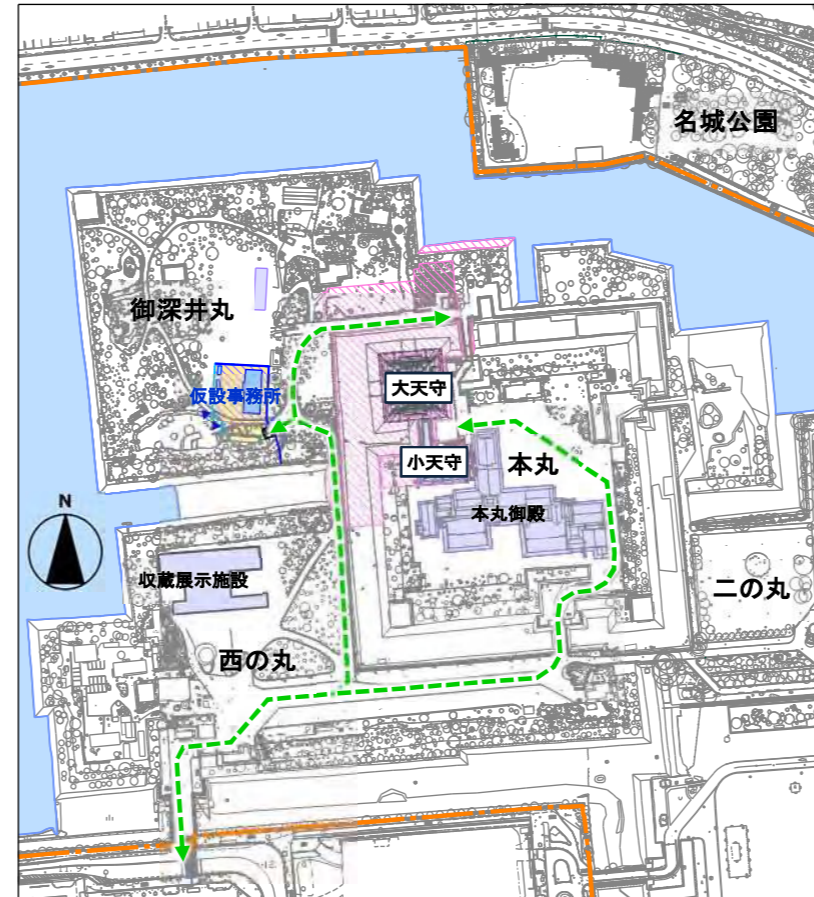 名城公園
御深井丸
大天守
仮設事務所
小天守
本丸
N
本丸御殿
収蔵展示施設
二の丸
西の丸